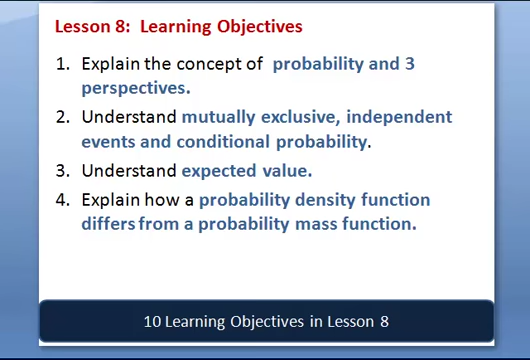 Lesson 8: Learning Objectives
1. Explain the concept of probability and 3
perspectives.
2. Understand mutually exclusive, independent
events and conditional probability.
3. Understand expected value.
4. Explain how a probability density function
differs from a probability mass function.
10 Learning Objectives in Lesson 8